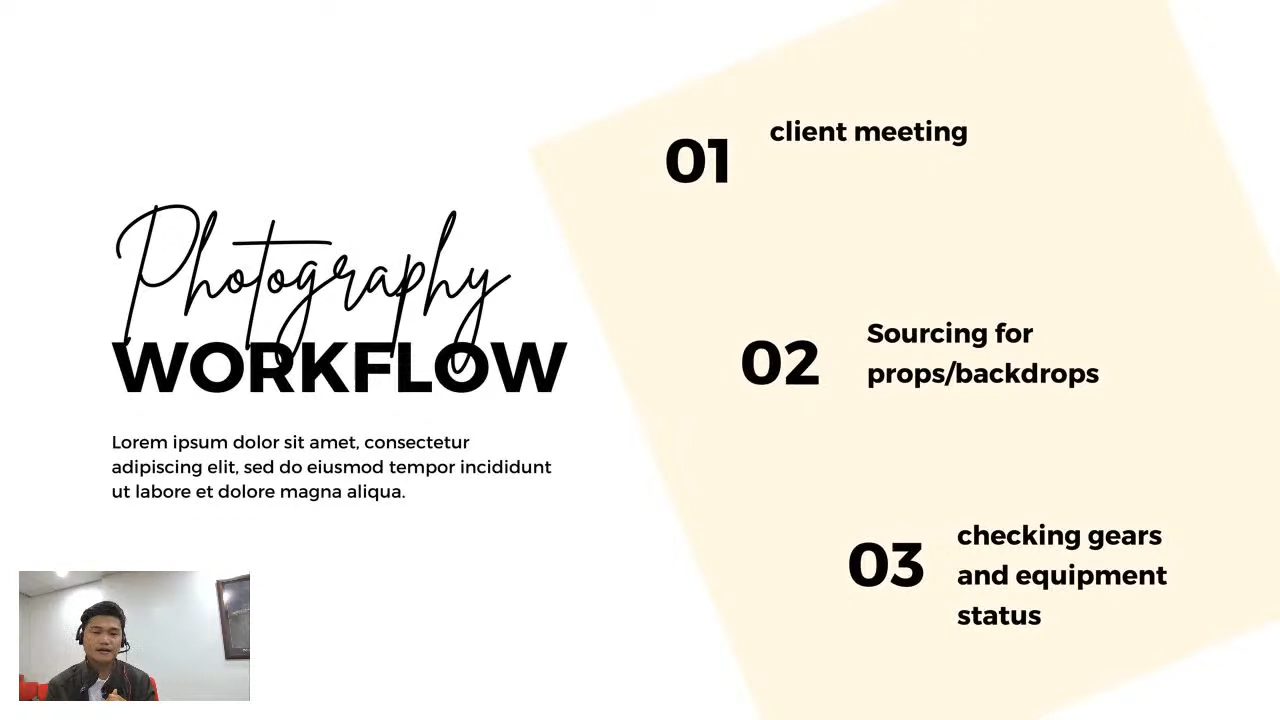 Photography
WORKFLOW
Lorem ipsum dolor sit amet, consectetur
adipiscing elit, sed do eiusmod tempor incididunt
ut labore et dolore magna aliqua.
01
client meeting
02
Sourcing for
props/backdrops
03
checking gears
and equipment
status